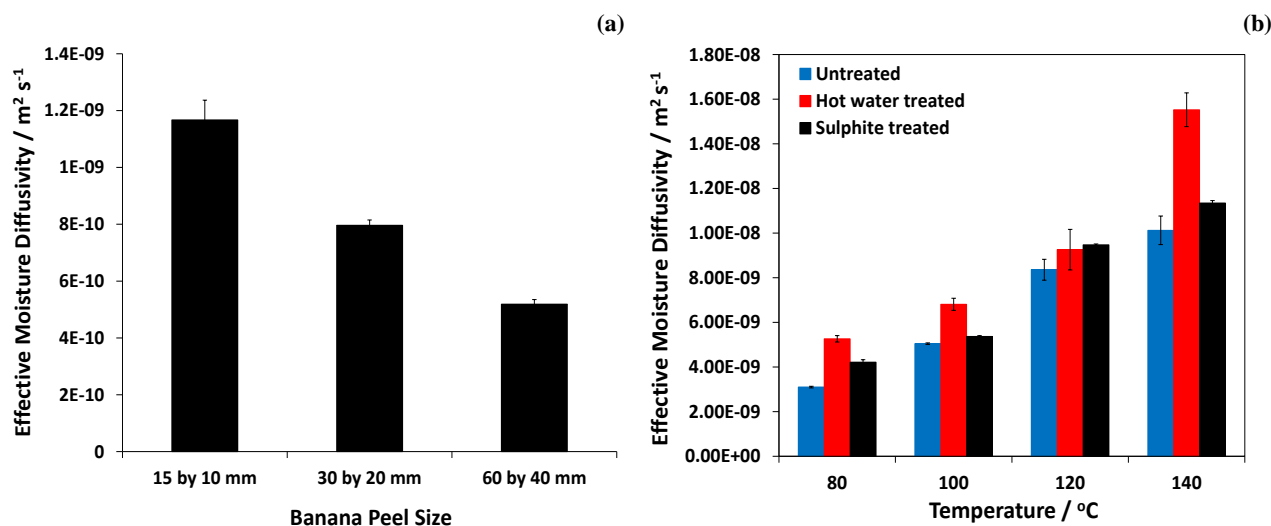 (a)
Effective Moisture Diffusivity / m² s⁻¹
1.4E-09
1.2E-09
1E-09
8E-10
6E-10
4E-10
2E-10
0
15 by 10 mm
30 by 20 mm
60 by 40 mm
Banana Peel Size
(b)
Effective Moisture Diffusivity / m² s⁻¹
1.80E-08
1.60E-08
1.40E-08
1.20E-08
1.00E-08
8.00E-09
6.00E-09
4.00E-09
2.00E-09
0.00E+00
Untreated
Hot water treated
Sulphite treated
80
100
120
140
Temperature / °C